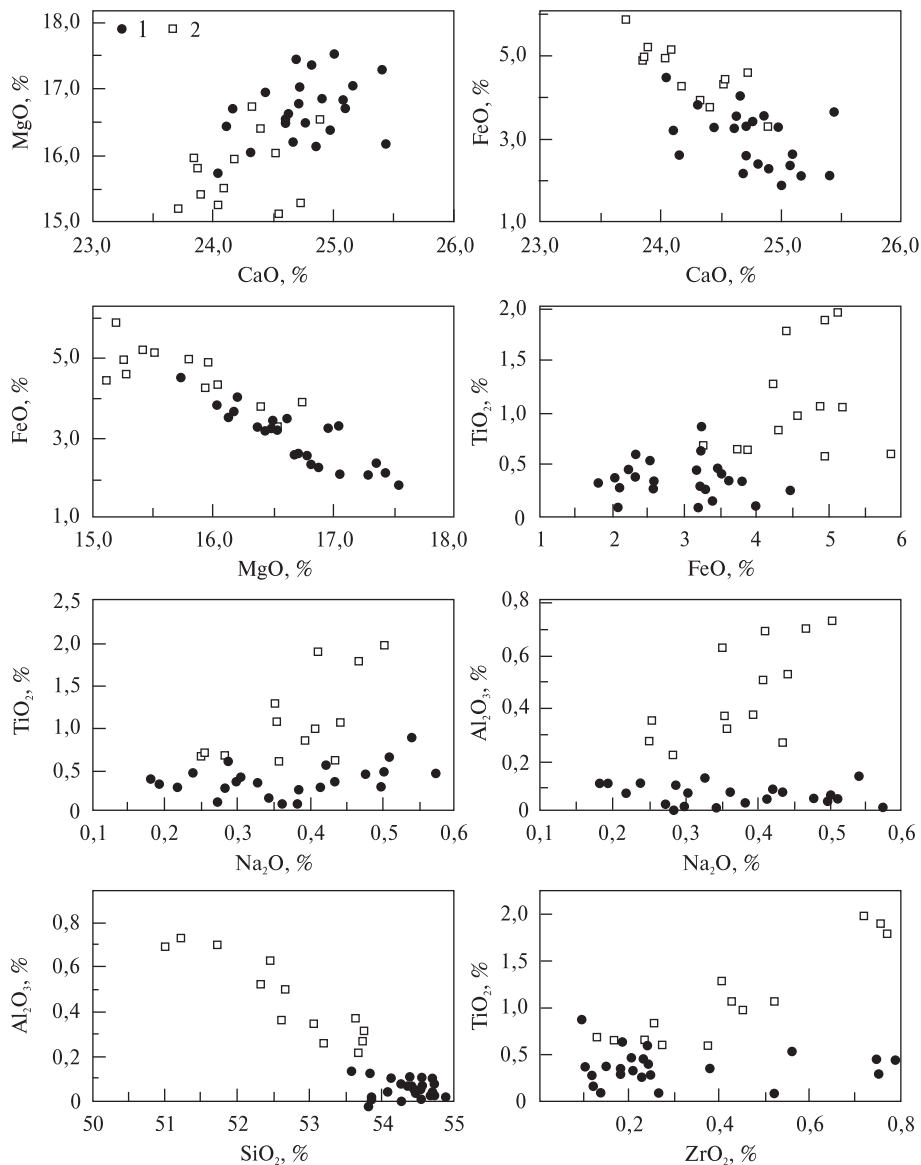 18,0
17,0
16,0
15,0
MgO, %
1 2
23,0 24,0 25,0 26,0
CaO, %
5,0
3,0
1,0
FeO, %
23,0 24,0 25,0 26,0
CaO, %
5,0
3,0
1,0
FeO, %
15,0 16,0 17,0 18,0
MgO, %
2,0
1,5
1,0
0,5
0
TiO₂, %
1 2 3 4 5 6
FeO, %
2,5
2,0
1,5
1,0
0,5
0
TiO₂, %
0,1 0,2 0,3 0,4 0,5 0,6
Na₂O, %
0,8
0,6
0,4
0,2
0
Al₂O₃, %
0,1 0,2 0,3 0,4 0,5 0,6
Na₂O, %
0,8
0,6
0,4
0,2
0
Al₂O₃, %
50 51 52 53 54 55
SiO₂, %
2,0
1,5
1,0
0,5
0
TiO₂, %
0,2 0,4 0,6 0,8
ZrO₂, %